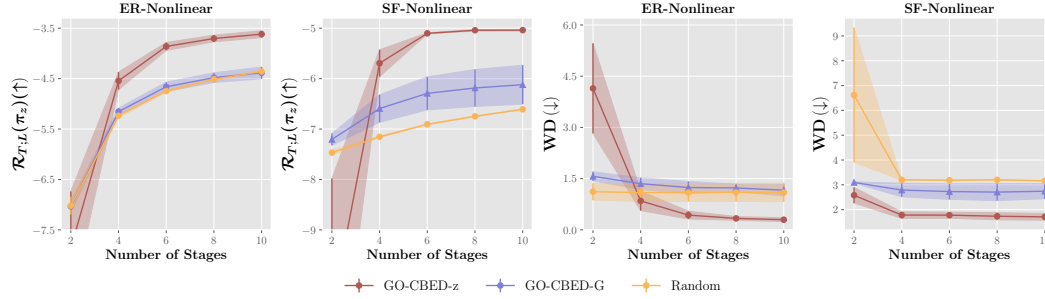 ER-Nonlinear
SF-Nonlinear
ER-Nonlinear
SF-Nonlinear
-3.5
-4.5
-5.5
-6.5
-7.5
2 4 6 8 10
Number of Stages
R_{T;L}(π_z)(↑)
-5
-6
-7
-8
-9
2 4 6 8 10
Number of Stages
R_{T;L}(π_z)(↑)
6.0
4.5
3.0
1.5
0.0
2 4 6 8 10
Number of Stages
WD(↓)
9
8
7
6
5
4
3
2
2 4 6 8 10
Number of Stages
WD(↓)
GO-CBED-z
GO-CBED-G
Random